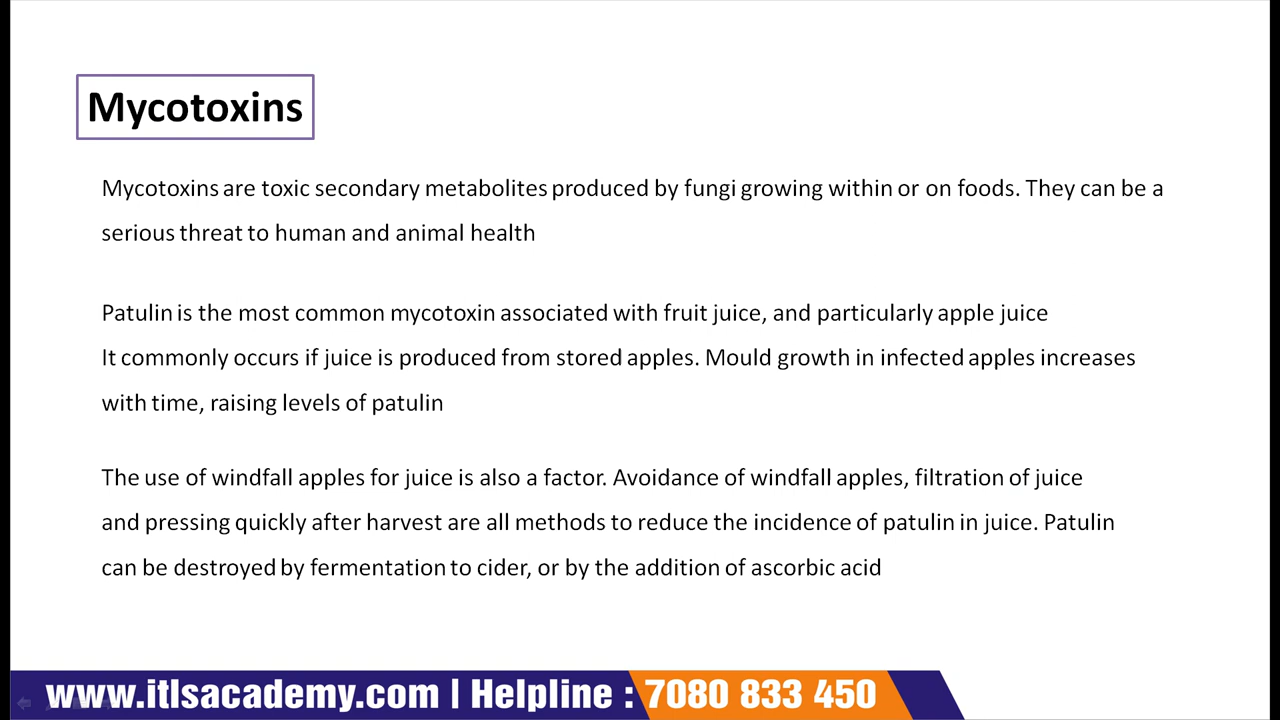 Mycotoxins
Mycotoxins are toxic secondary metabolites produced by fungi growing within or on foods. They can be a
serious threat to human and animal health
Patulin is the most common mycotoxin associated with fruit juice, and particularly apple juice
It commonly occurs if juice is produced from stored apples. Mould growth in infected apples increases
with time, raising levels of patulin
The use of windfall apples for juice is also a factor. Avoidance of windfall apples, filtration of juice
and pressing quickly after harvest are all methods to reduce the incidence of patulin in juice. Patulin
can be destroyed by fermentation to cider, or by the addition of ascorbic acid
www.itlsacademy.com | Helpline : 7080 833 450